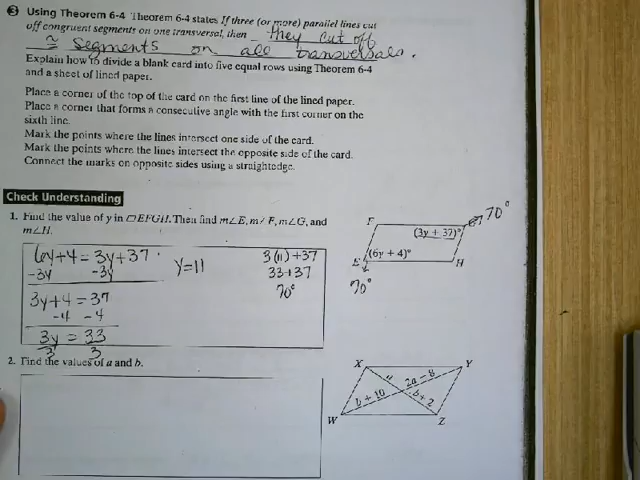 3 Using Theorem 6-4 Theorem 6-4 states If three (or more) parallel lines cut
off congruent segments on one transversal, then they cut off
≅ segments on all transversals.
Explain how to divide a blank card into five equal rows using Theorem 6-4
and a sheet of lined paper.
Place a corner of the top of the card on the first line of the lined paper.
Place a corner that forms a consecutive angle with the first corner on the
sixth line.
Mark the points where the lines intersect one side of the card.
Mark the points where the lines intersect the opposite side of the card.
Connect the marks on opposite sides using a straightedge.
Check Understanding
1. Find the value of y in ▱EFGH. Then find m∠E, m∠F, m∠G, and
m∠H.
6y+4 = 3y+37
-3y -3y
3y+4 = 37
-4 -4
3y = 33
3 3
y=11
3(11)+37
33+37
70°
F
G 70°
(3y + 37)°
E (6y + 4)° H
70°
2. Find the values of a and b.
X Y
a 2a − 8
b + 10 b + 2
W Z